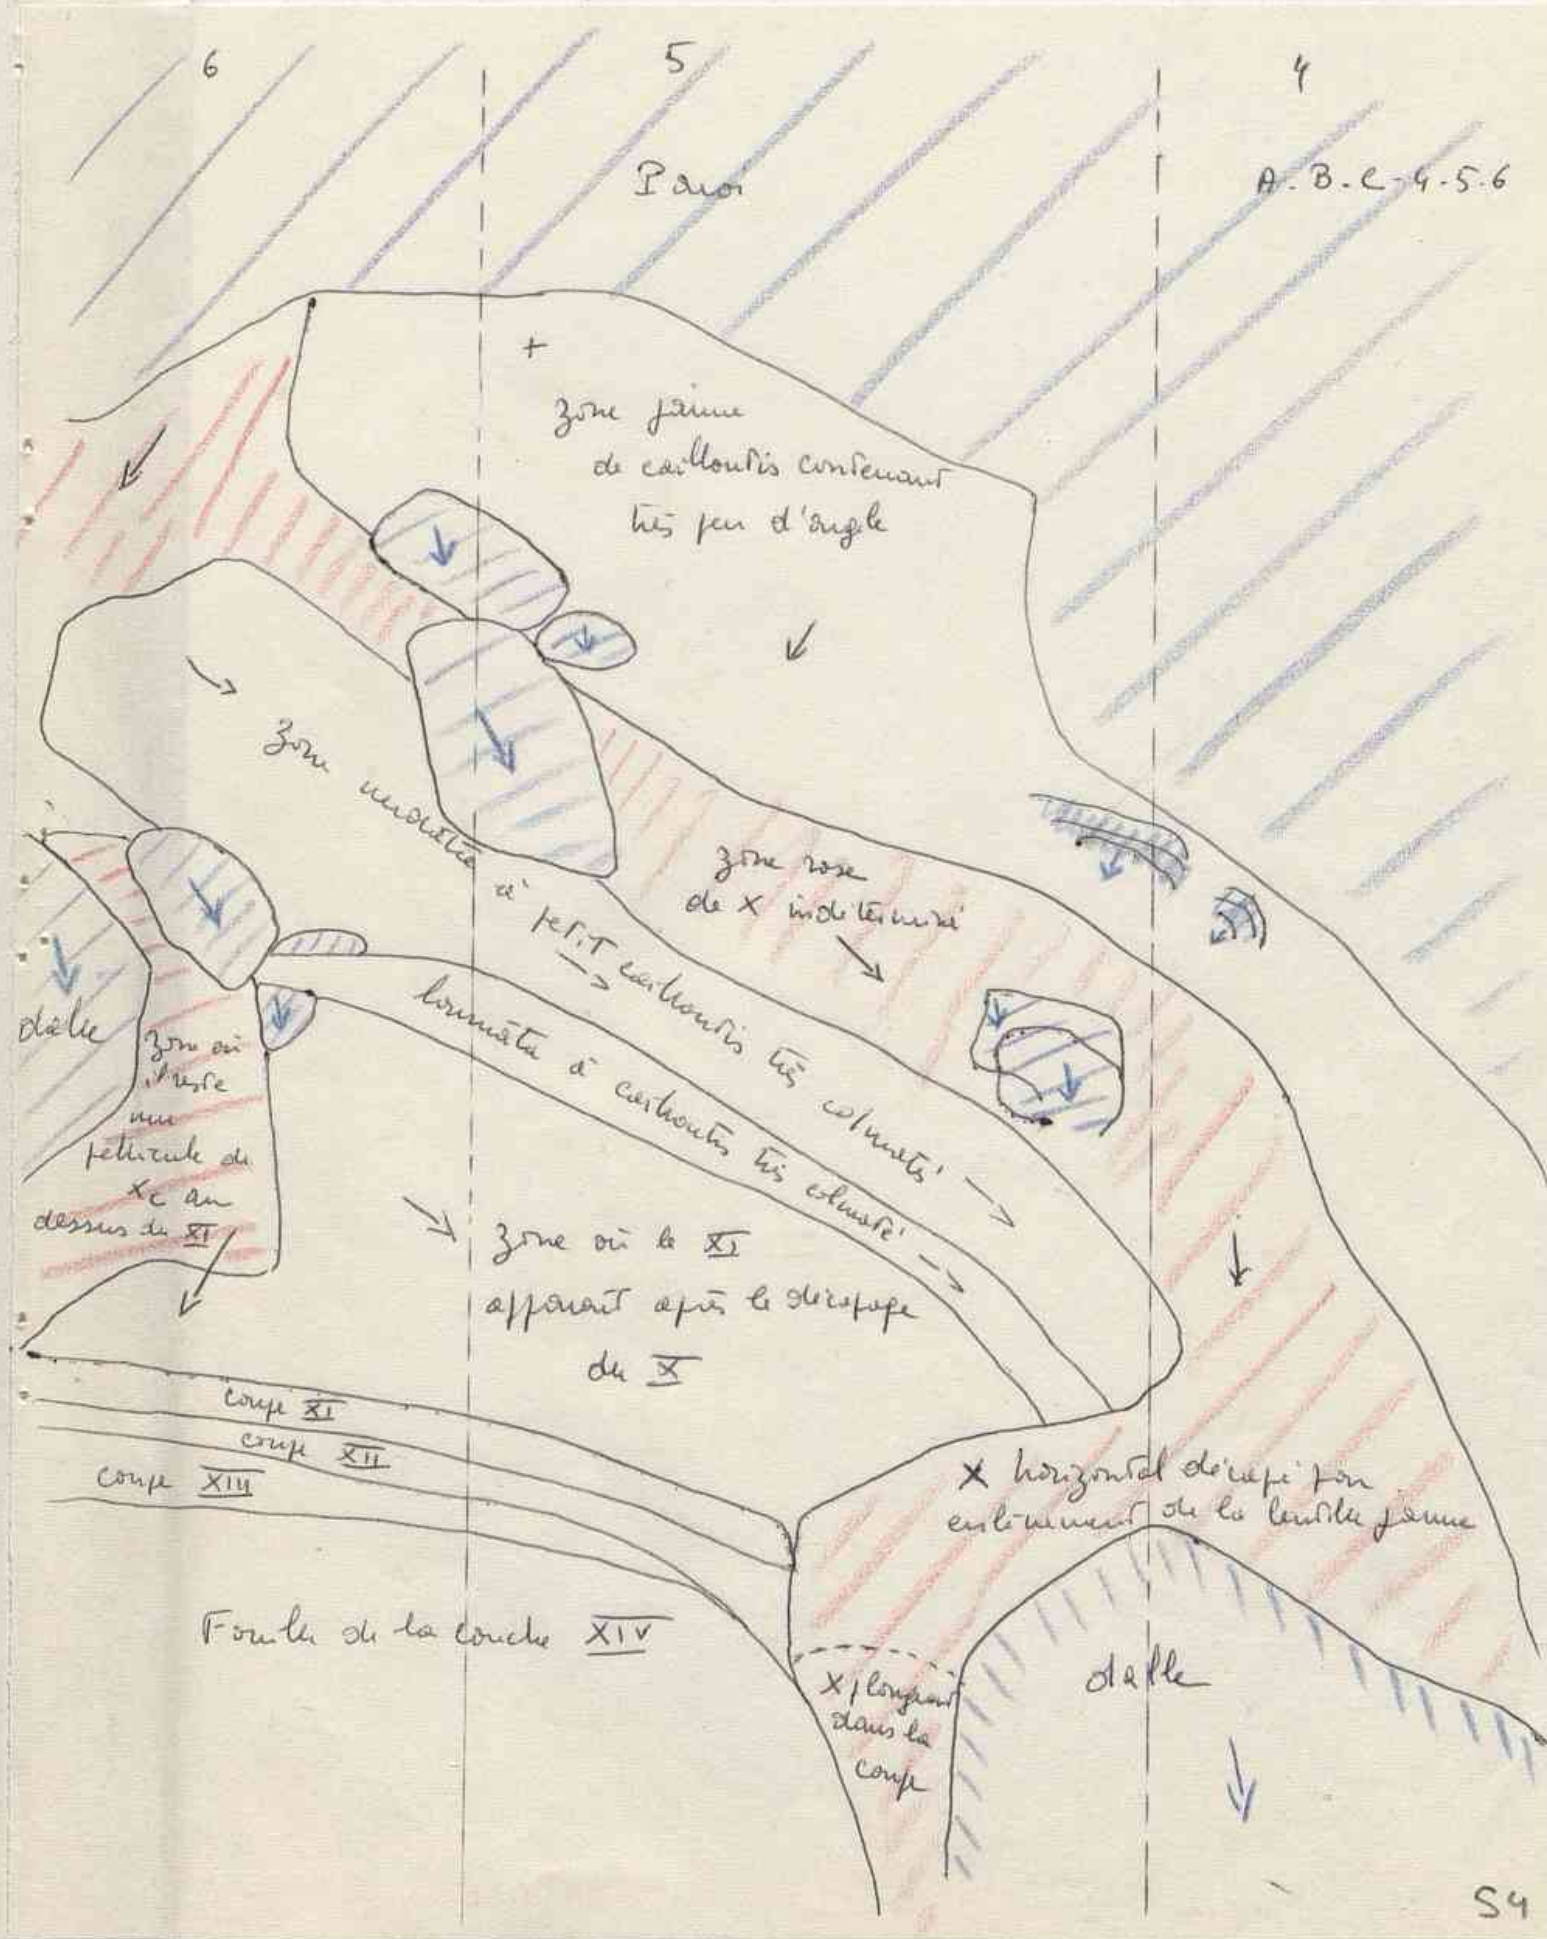 6
5
4
Paroi
A.B.C-4.5.6
zone jaune
de cailloutis contenant
très peu d'argile
zone
à petit cailloutis très colmaté
zone rose
de X indéterminé
à cailloutis très colmaté
dalle
zone où
il reste
une
pellicule de
Xc au
dessus du XI
zone où le XI
apparait après le décapage
du X
coupe XI
coupe XII
coupe XIII
X horizontal décapé par
enlèvement de la lentille jaune
Fouille de la couche XIV
X plongeant
dans la
coupe
dalle
54